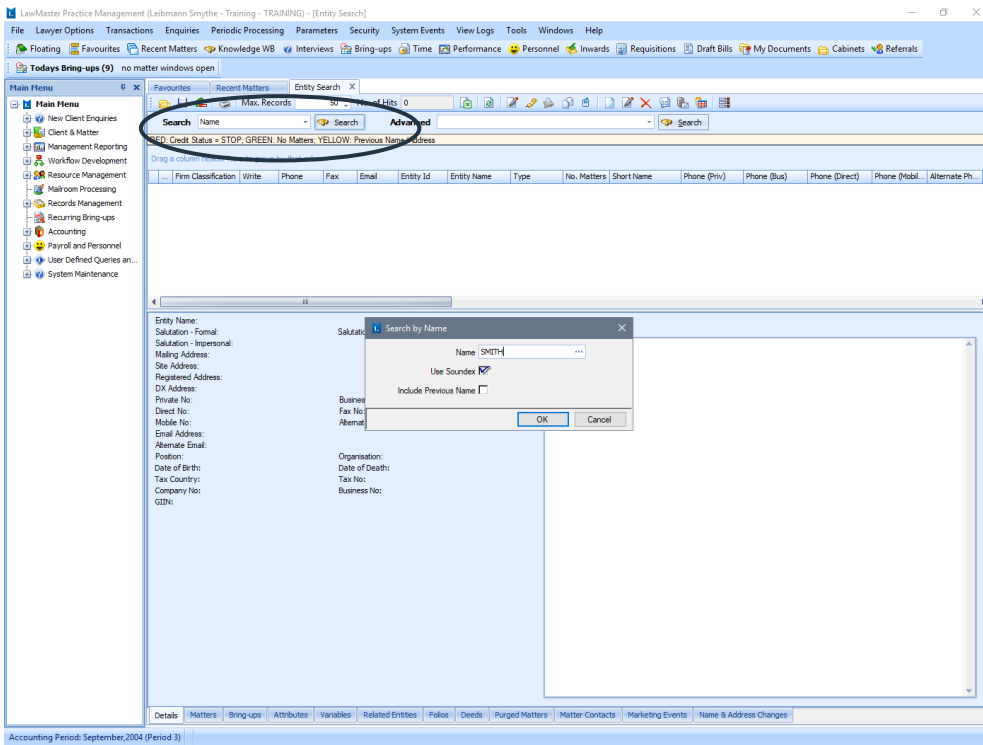 LawMaster Practice Management (Leibmann Smythe - Training - TRAINING) - [Entity Search]
File Lawyer Options Transactions Enquiries Periodic Processing Parameters Security System Events View Logs Tools Windows Help
Floating Favourites Recent Matters Knowledge WB Interviews Bring-ups Time Performance Personnel Inwards Requisitions Draft Bills My Documents Cabinets Referrals
Todays Bring-ups (9) no matter windows open
Main Menu
Favourites Recent Matters Entity Search X
Main Menu
New Client Enquiries
Client & Matter
Management Reporting
Workflow Development
Resource Management
Mailroom Processing
Records Management
Recurring Bring-ups
Accounting
Payroll and Personnel
User Defined Queries an...
System Maintenance
Max. Records 50 No. of Hits 0
Search Name Search Advanced Search
RED: Credit Status = STOP; GREEN: No Matters; YELLOW: Previous Name Address
Drag a column header
... Firm Classification Write Phone Fax Email Entity Id Entity Name Type No. Matters Short Name Phone (Priv) Phone (Bus) Phone (Direct) Phone (Mobil... Alternate Ph...
Entity Name:
Salutation - Formal:
Salutation - Impersonal:
Mailing Address:
Site Address:
Registered Address:
DX Address:
Private No: Busines
Direct No: Fax No:
Mobile No: Alternat
Email Address:
Alternate Email:
Position: Organisation:
Date of Birth: Date of Death:
Tax Country: Tax No:
Company No: Business No:
GIIN:
Search by Name
Name SMITH ...
Use Soundex
Include Previous Name
OK Cancel
Details Matters Bring-ups Attributes Variables Related Entities Folios Deeds Purged Matters Matter Contacts Marketing Events Name & Address Changes
Accounting Period: September,2004 (Period 3)